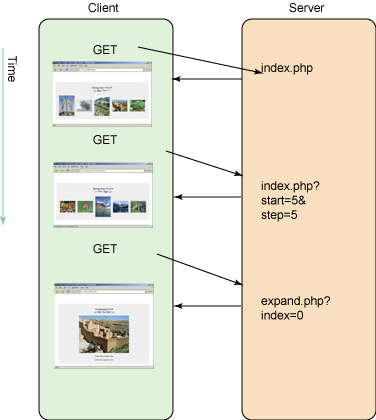 Client
Server
Time
GET
index.php
GET
index.php?
start=5&
step=5
GET
expand.php?
index=0